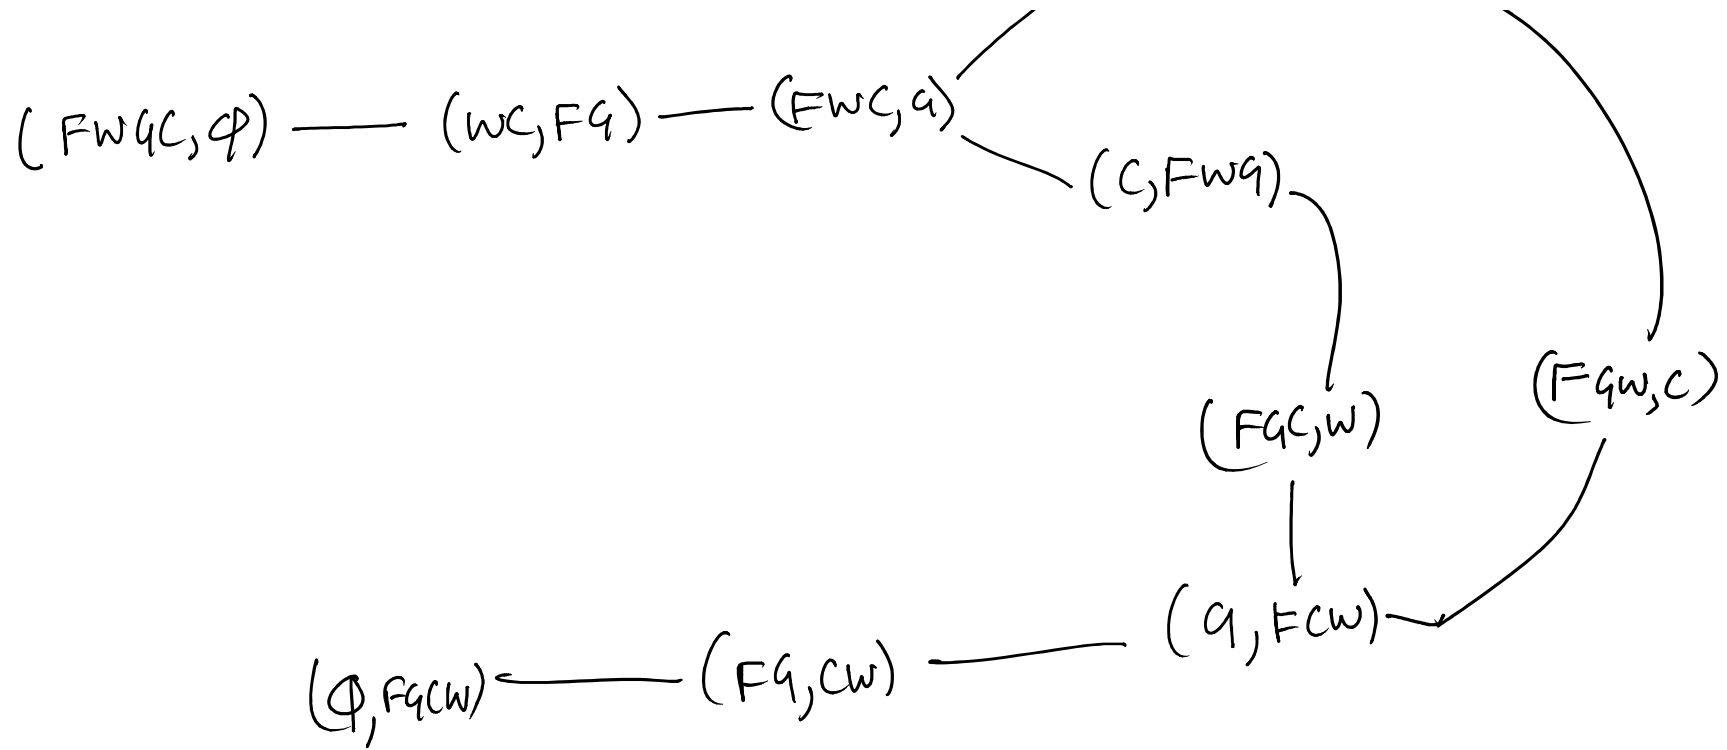 (FWGC, φ) (WC, FG) (FWC, G)
(C, FWG)
(FGC, W) (FGW, C)
(G, FCW)
(φ, FGCW) (FG, CW)